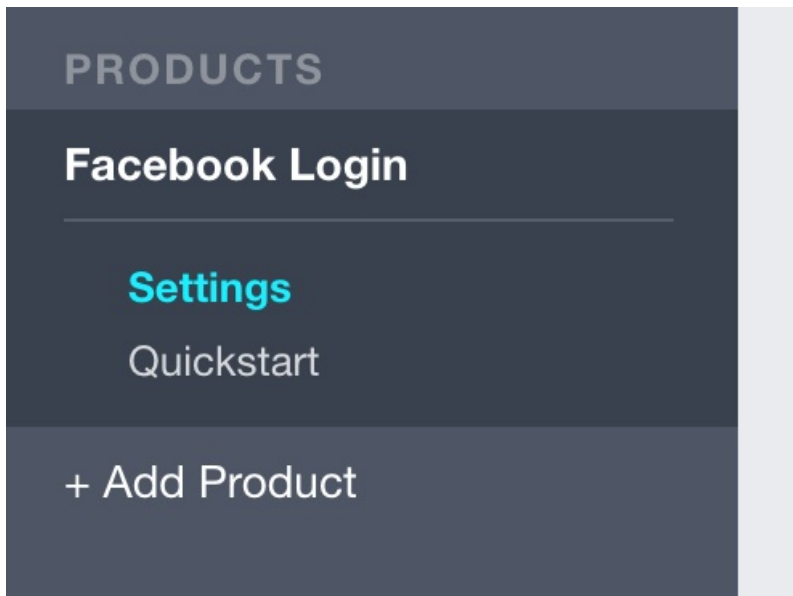 PRODUCTS
Facebook Login
Settings
Quickstart
+ Add Product